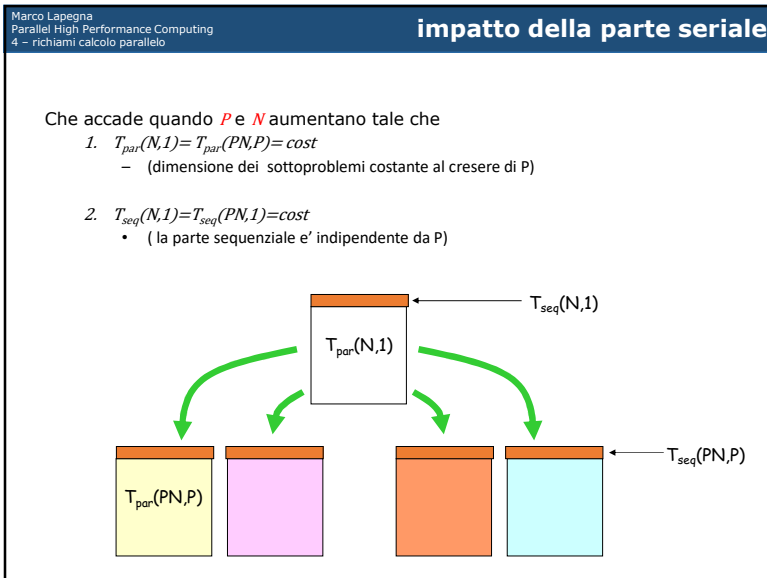 Marco Lapegna
Parallel High Performance Computing
4 – richiami calcolo parallelo
impatto della parte seriale
Che accade quando P e N aumentano tale che
1. Tpar(N,1)= Tpar(PN,P)= cost
– (dimensione dei sottoproblemi costante al cresere di P)
2. Tseq(N,1)=Tseq(PN,1)=cost
• ( la parte sequenziale e' indipendente da P)
Tseq(N,1)
Tpar(N,1)
Tseq(PN,P)
Tpar(PN,P)